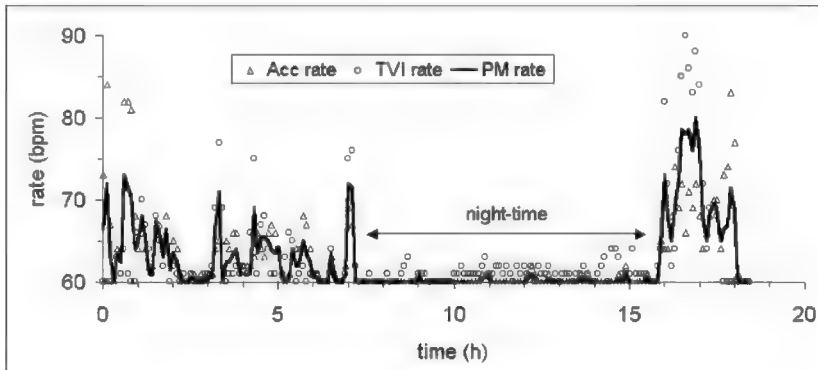 90
80
70
60
rate (bpm)
Acc rate TVI rate PM rate
night-time
0 5 10 15 20
time (h)